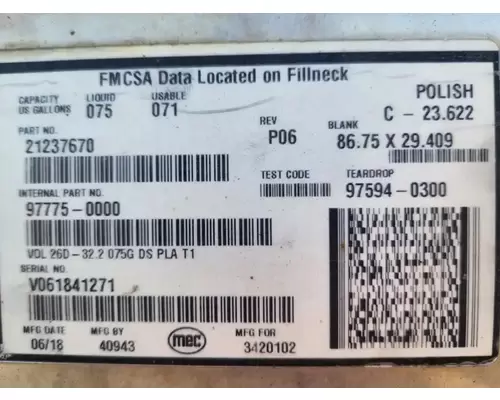 FMCSA Data Located on Fillneck
CAPACITY US GALLONS LIQUID 075 USABLE 071
POLISH
C - 23.622
PART NO.
21237670
REV
P06
BLANK
86.75 X 29.409
TEST CODE
TEARDROP
97594-0300
INTERNAL PART NO.
97775-0000
VOL 26D-32.2 075G DS PLA T1
SERIAL NO.
V061841271
MFG DATE
06/18
MFG BY
40943
mec
MFG FOR
3420102